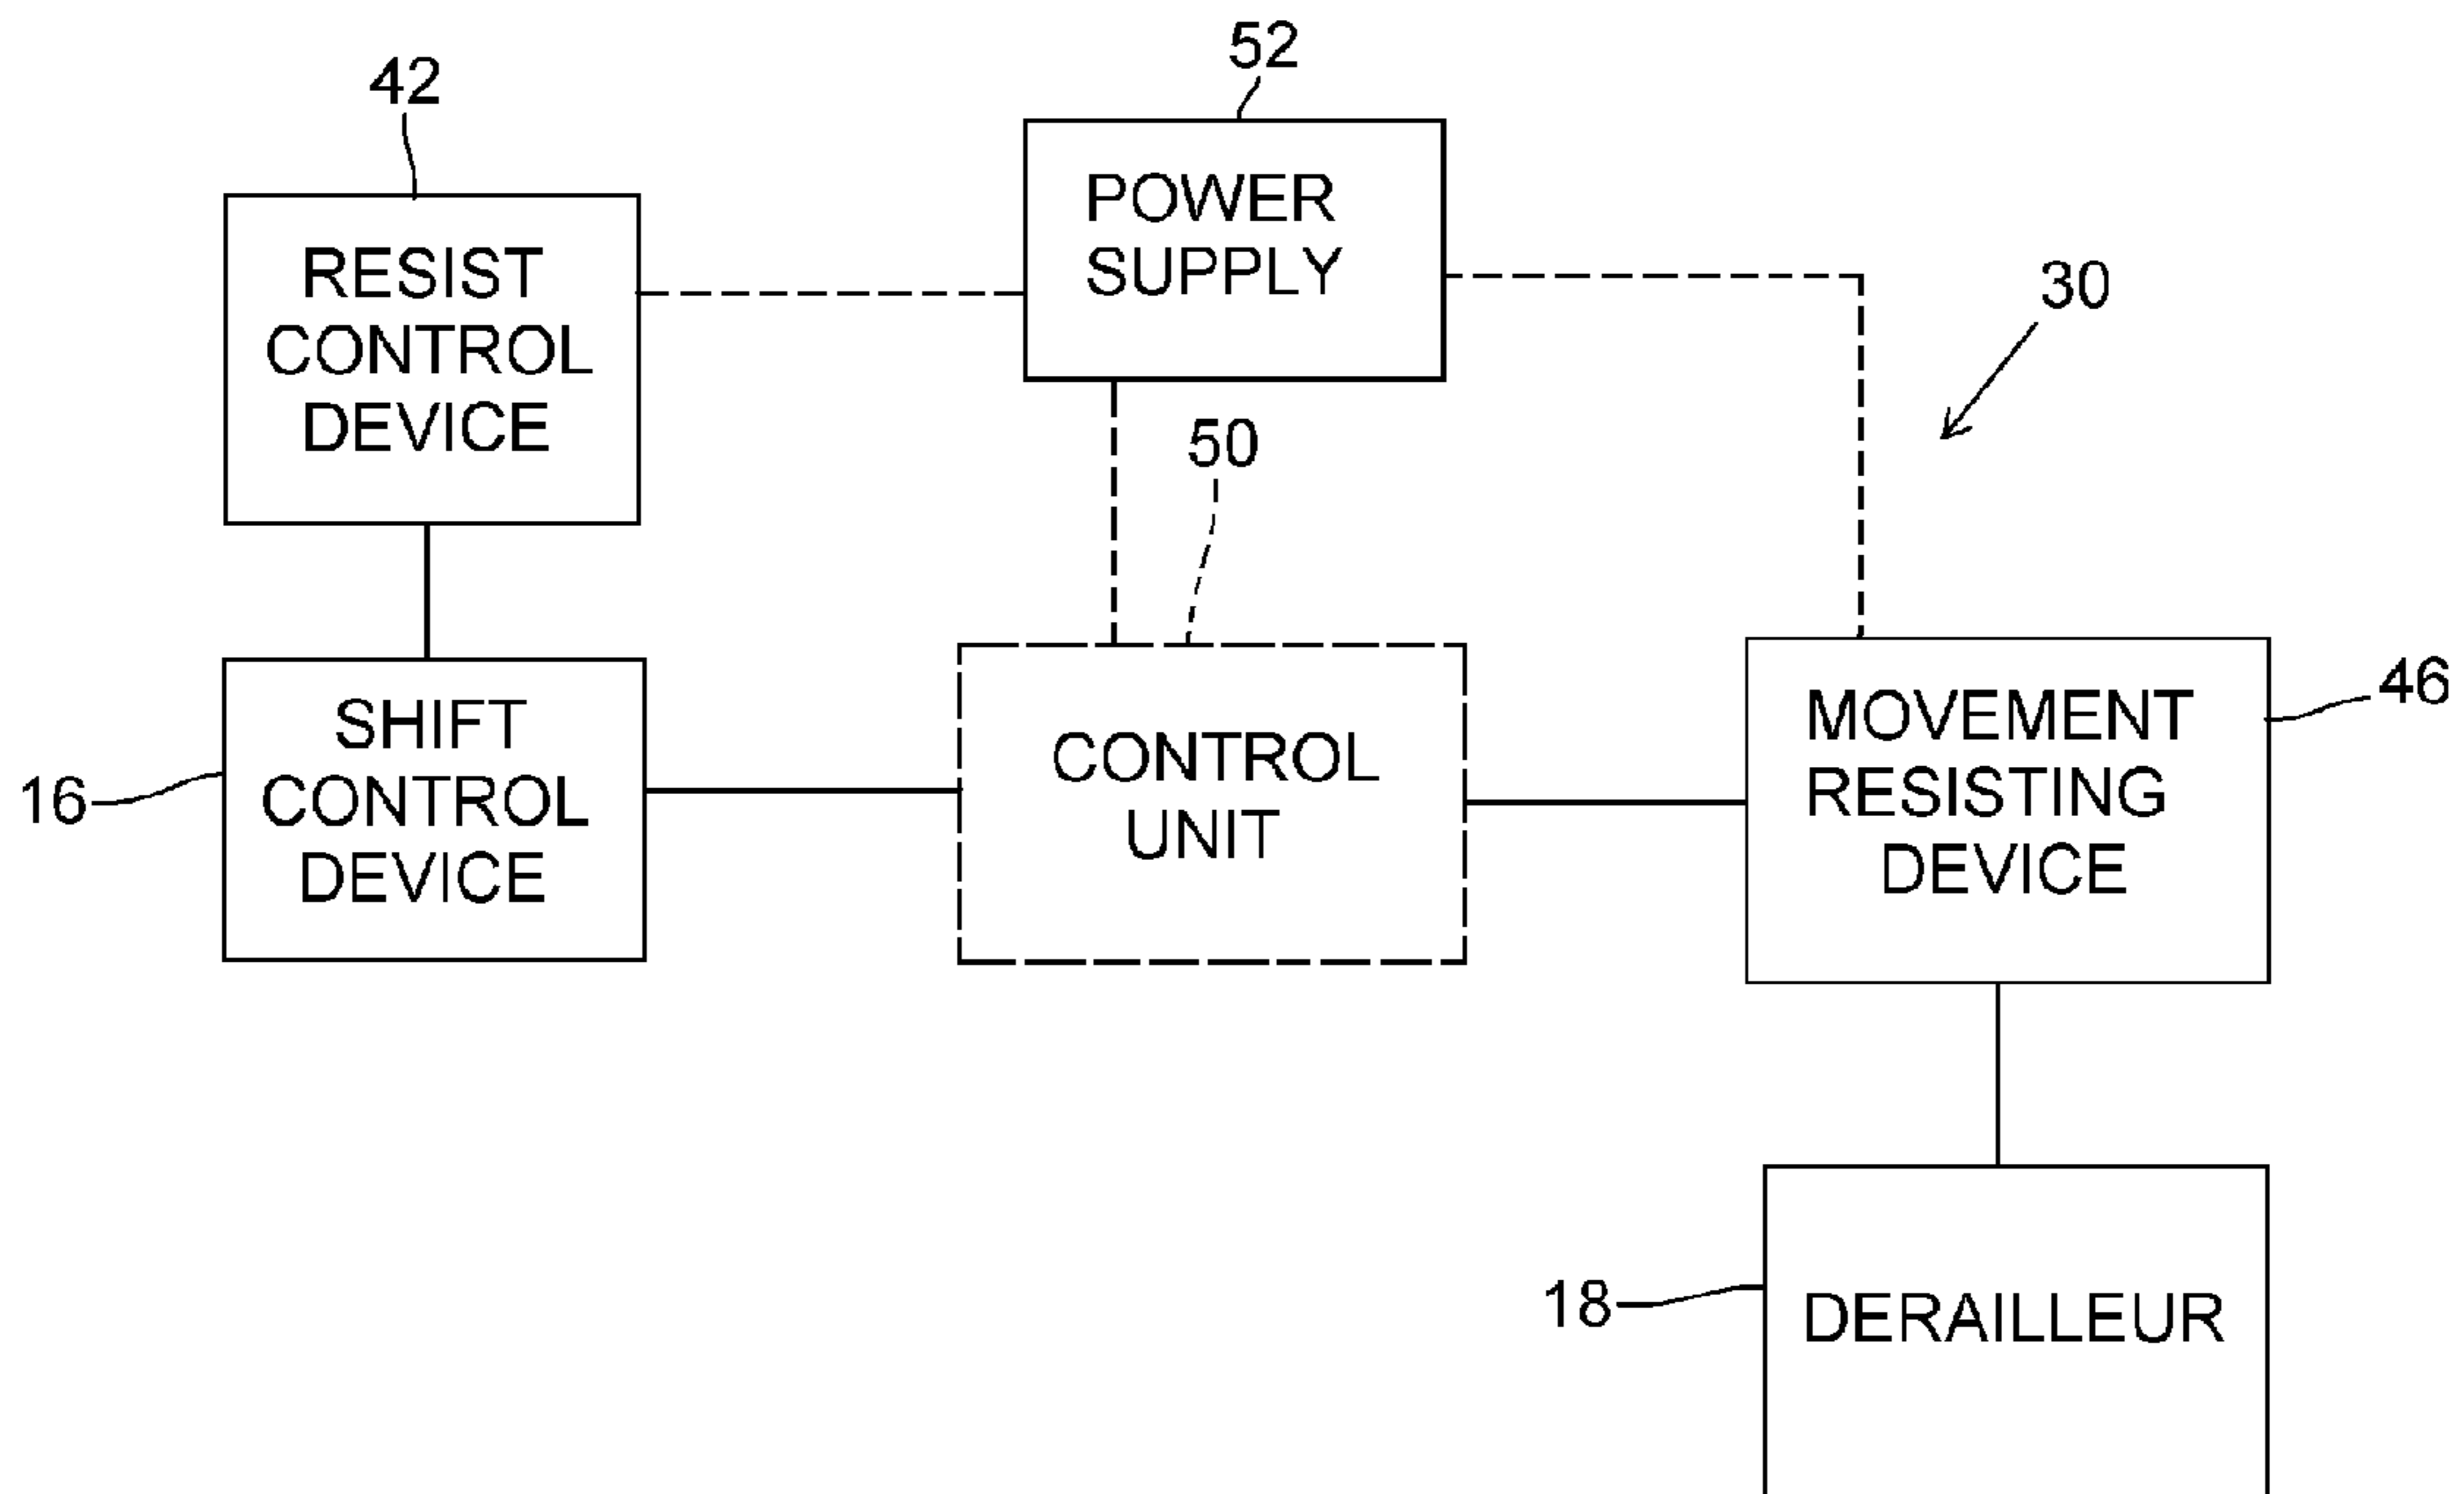 52
42
POWER
SUPPLY
RESIST
CONTROL
DEVICE
30
50
46
SHIFT
CONTROL
DEVICE
16
CONTROL
UNIT
MOVEMENT
RESISTING
DEVICE
18
DERAILLEUR